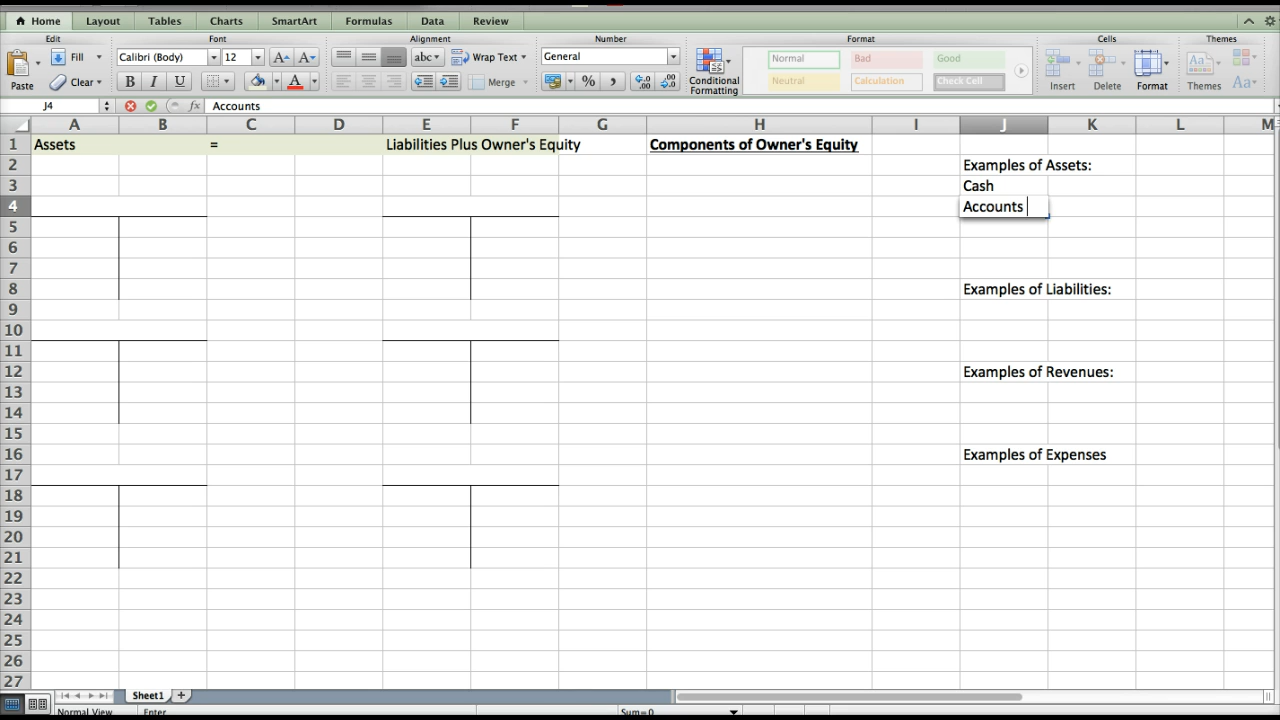 Home Layout Tables Charts SmartArt Formulas Data Review
Edit Font Alignment Number Format Cells Themes
Paste Fill Clear Calibri (Body) 12 A A abc Wrap Text General Normal Bad Good
B I U A Merge % Conditional Formatting Neutral Calculation Check Cell Insert Delete Format Themes Aa
J4 fx Accounts
A B C D E F G H I J K L M
1 Assets = Liabilities Plus Owner's Equity Components of Owner's Equity
2 Examples of Assets:
3 Cash
4 Accounts
5
6
7
8 Examples of Liabilities:
9
10
11
12 Examples of Revenues:
13
14
15
16 Examples of Expenses
17
18
19
20
21
22
23
24
25
26
27
Sheet1
Normal View Enter Sum=0